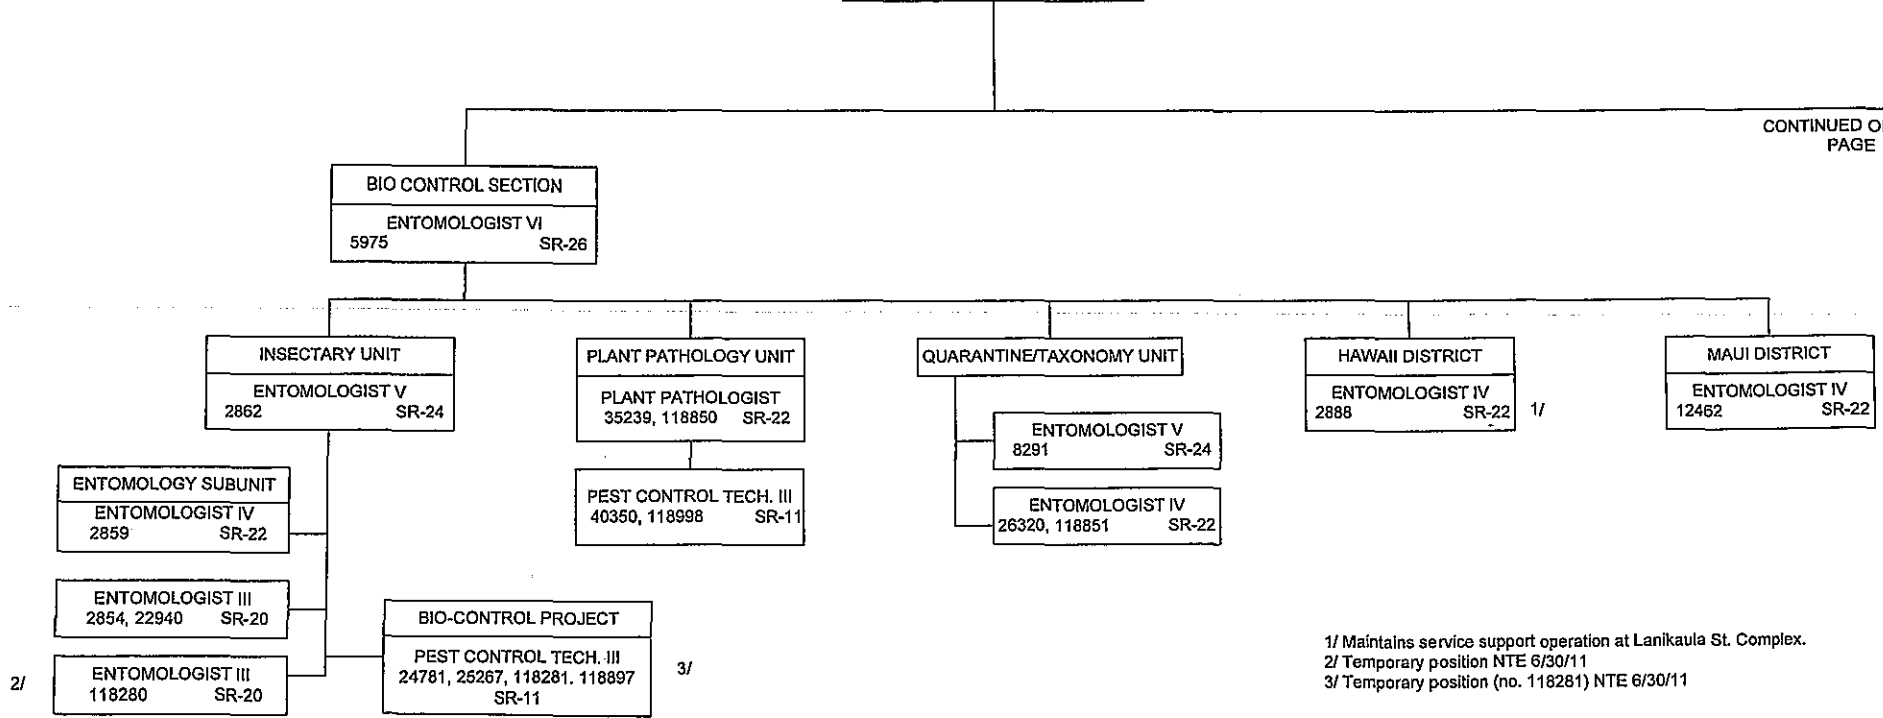 CONTINUED O
PAGE
BIO CONTROL SECTION
ENTOMOLOGIST VI
5975 SR-26
INSECTARY UNIT
ENTOMOLOGIST V
2862 SR-24
PLANT PATHOLOGY UNIT
PLANT PATHOLOGIST
35239, 118850 SR-22
PEST CONTROL TECH. III
40350, 118998 SR-11
QUARANTINE/TAXONOMY UNIT
ENTOMOLOGIST V
8291 SR-24
ENTOMOLOGIST IV
26320, 118851 SR-22
HAWAII DISTRICT
ENTOMOLOGIST IV
2888 SR-22
1/
MAUI DISTRICT
ENTOMOLOGIST IV
12462 SR-22
ENTOMOLOGY SUBUNIT
ENTOMOLOGIST IV
2859 SR-22
ENTOMOLOGIST III
2854, 22940 SR-20
2/
ENTOMOLOGIST III
118280 SR-20
BIO-CONTROL PROJECT
PEST CONTROL TECH. III
24781, 25267, 118281. 118897
SR-11
3/
1/ Maintains service support operation at Lanikaula St. Complex.
2/ Temporary position NTE 6/30/11
3/ Temporary position (no. 118281) NTE 6/30/11